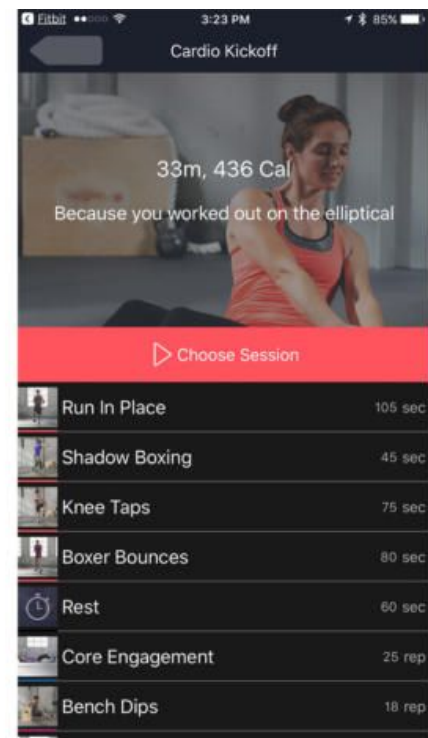 Fitbit 3:23 PM 85%
Cardio Kickoff
33m, 436 Cal
Because you worked out on the elliptical
Choose Session
Run In Place 105 sec
Shadow Boxing 45 sec
Knee Taps 75 sec
Boxer Bounces 80 sec
Rest 60 sec
Core Engagement 25 rep
Bench Dips 18 rep